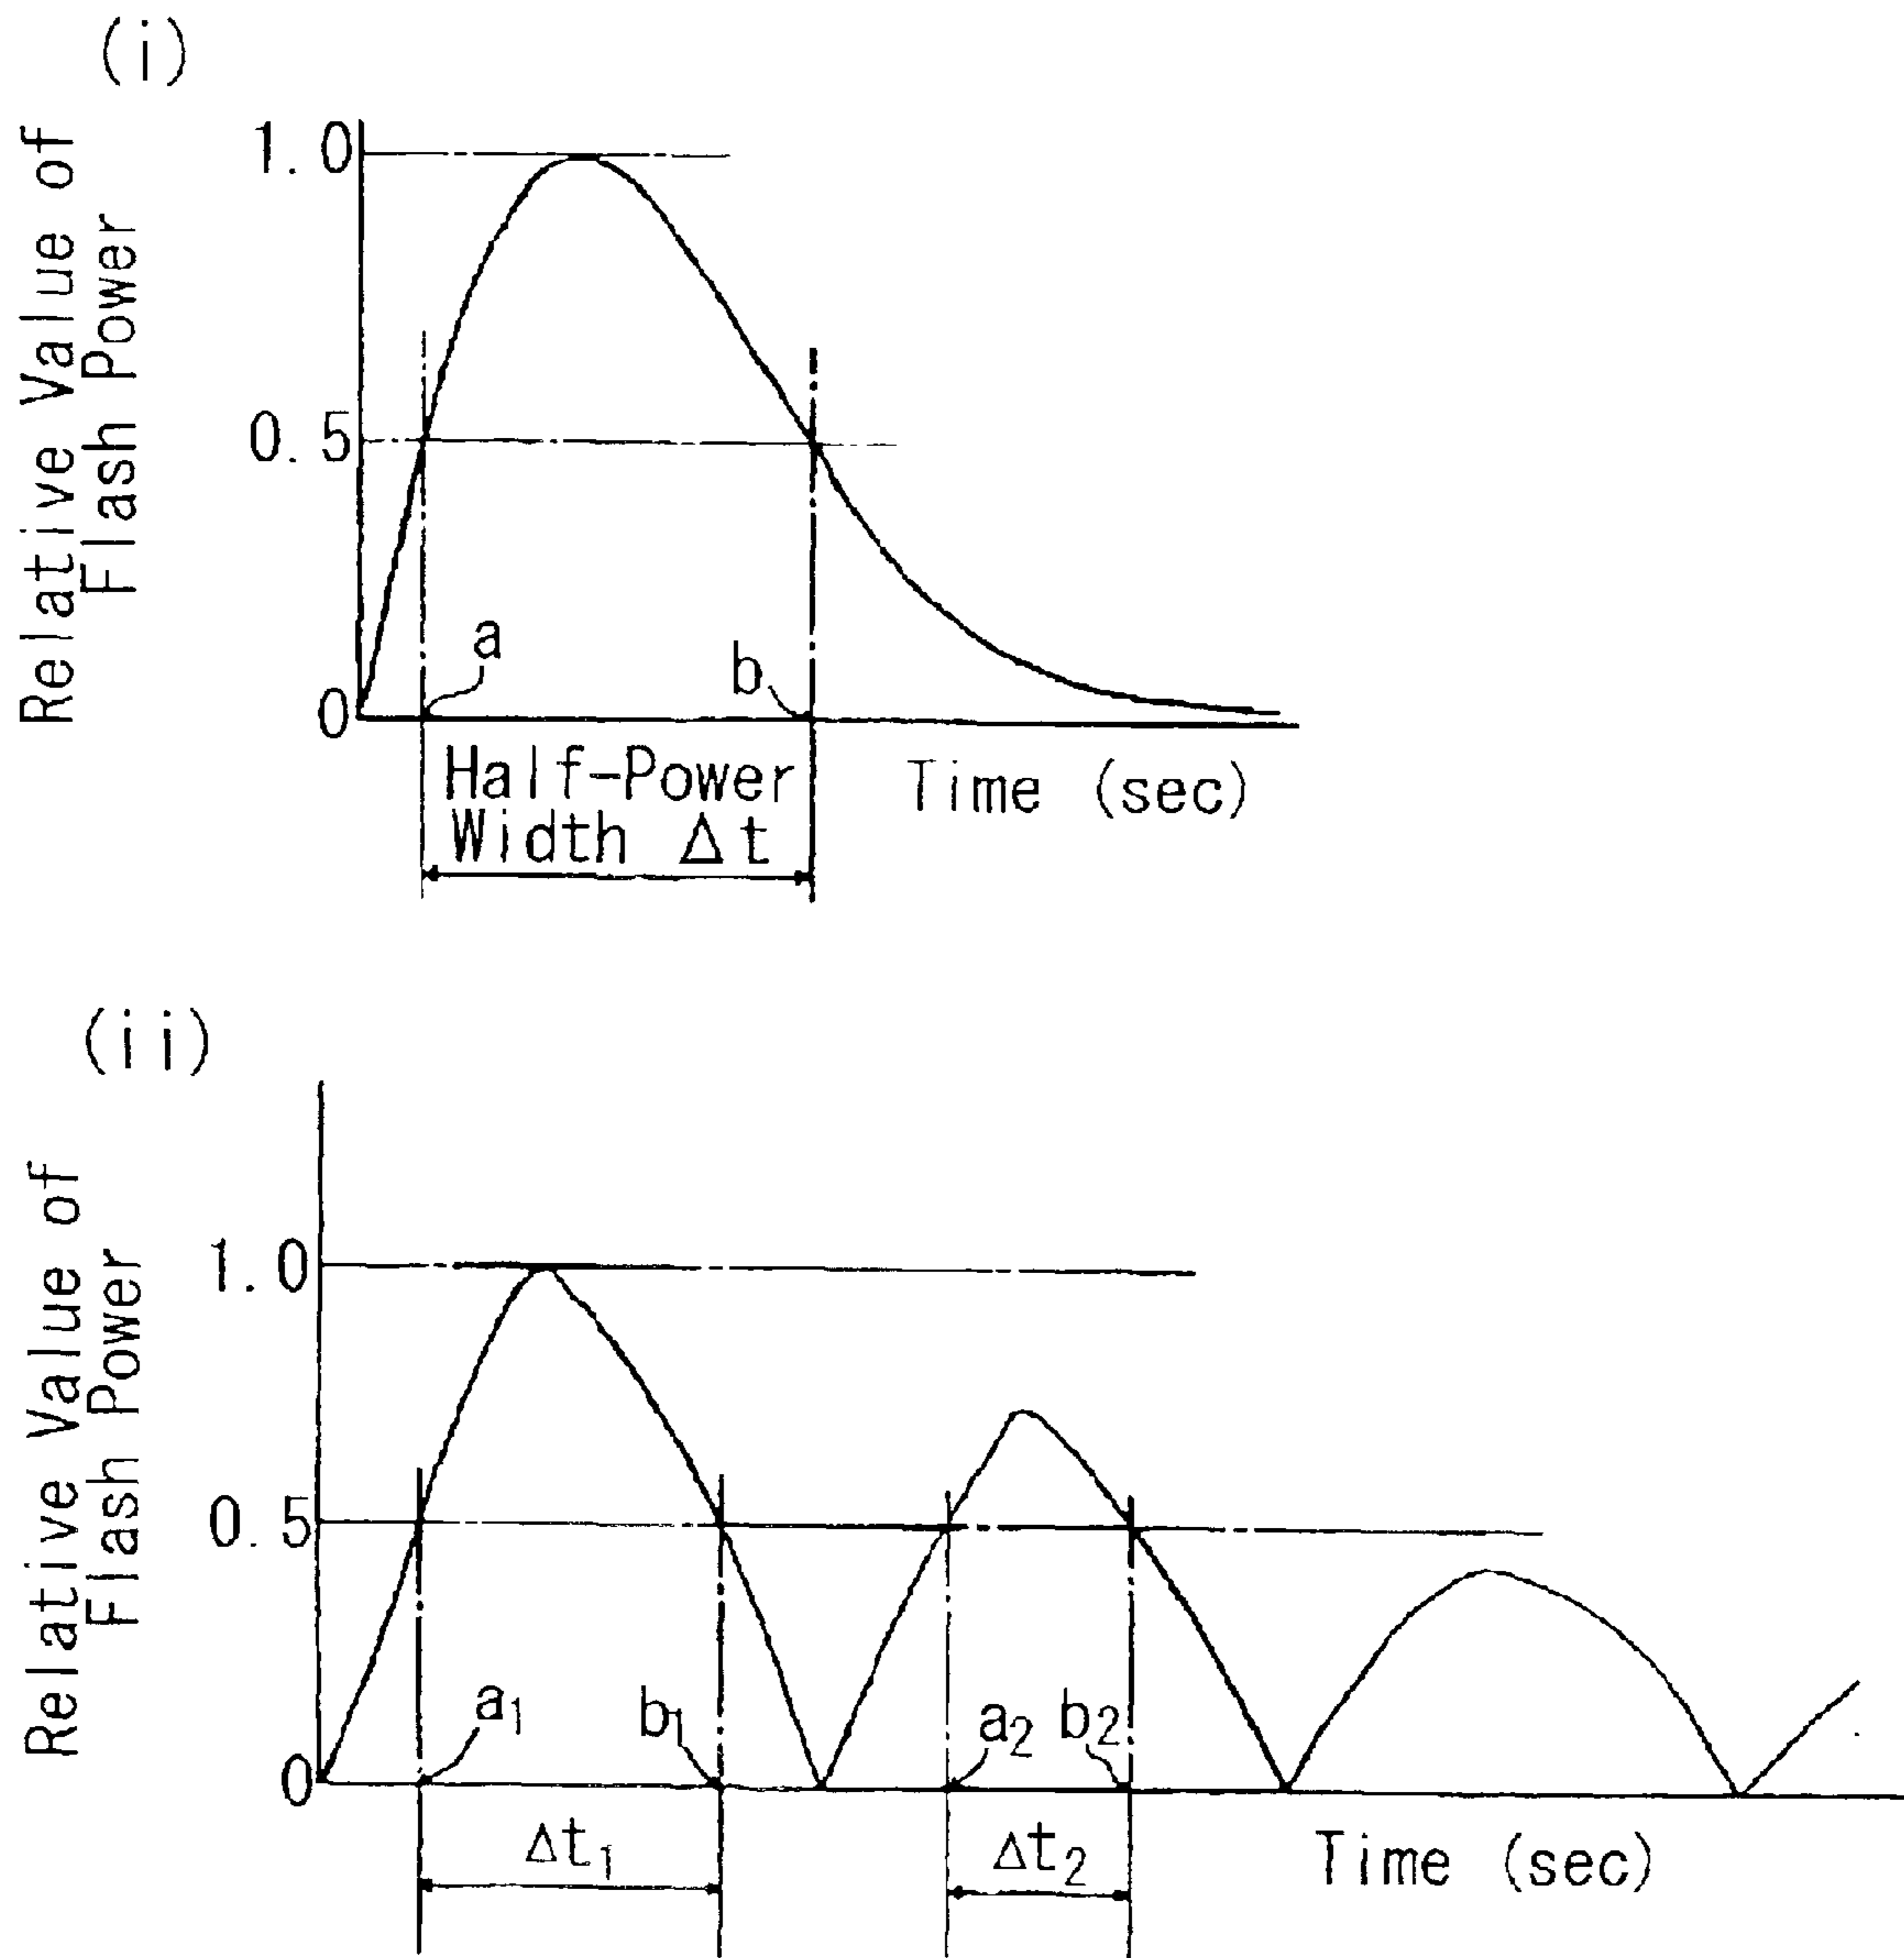 (i)
Relative Value of
Flash Power
1.0
0.5
0
a
b
Half-Power
Width Δt
Time (sec)
(ii)
Relative Value of
Flash Power
1.0
0.5
0
a1
b1
a2
b2
Δt1
Δt2
Time (sec)